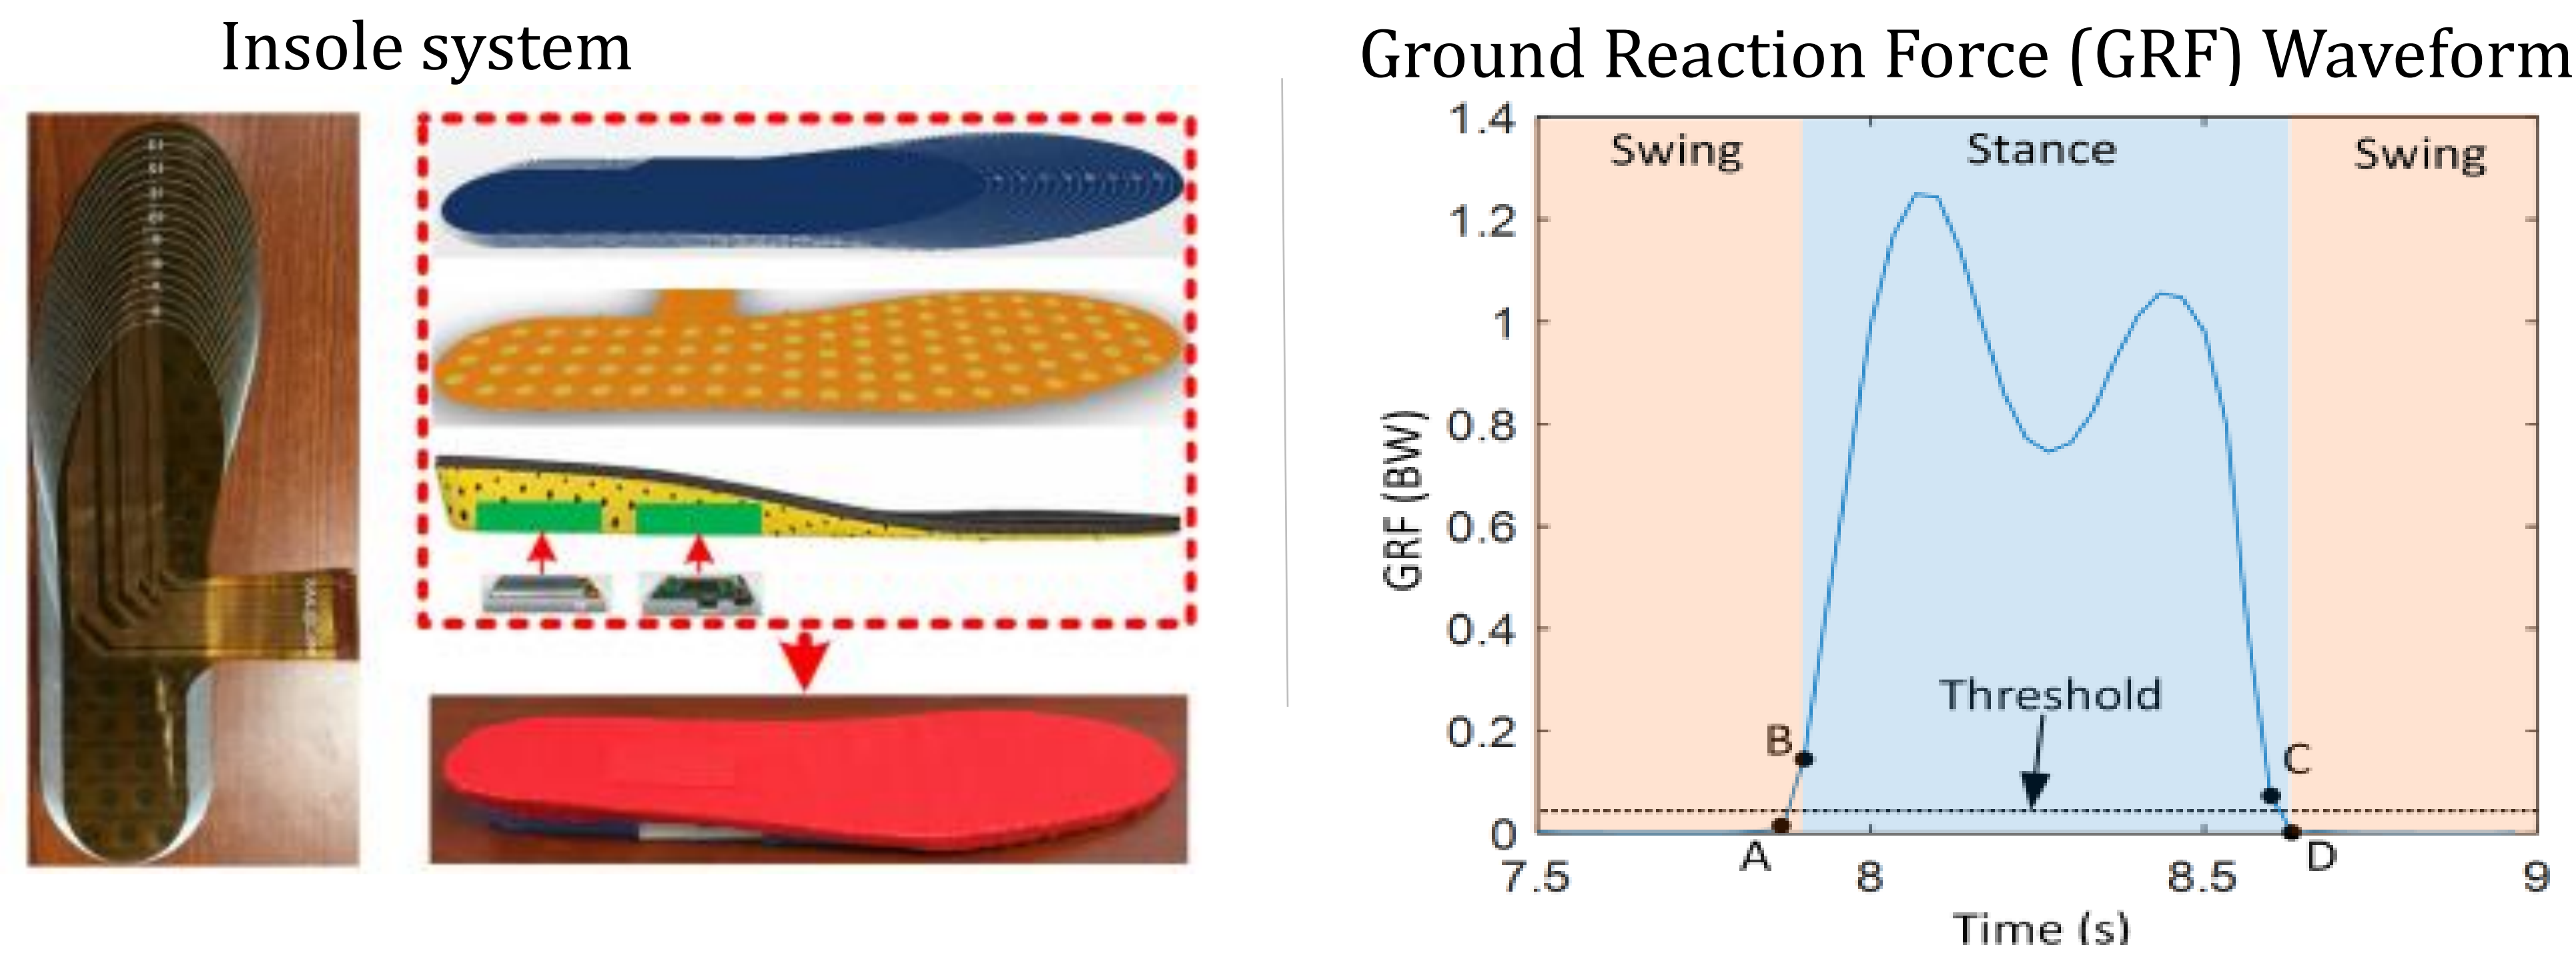 Insole system
Ground Reaction Force (GRF) Waveform
1.4
1.2
1
0.8
0.6
0.4
0.2
0
GRF (BW)
Swing
Stance
Swing
Threshold
B
C
A
D
7.5
8
8.5
9
Time (s)